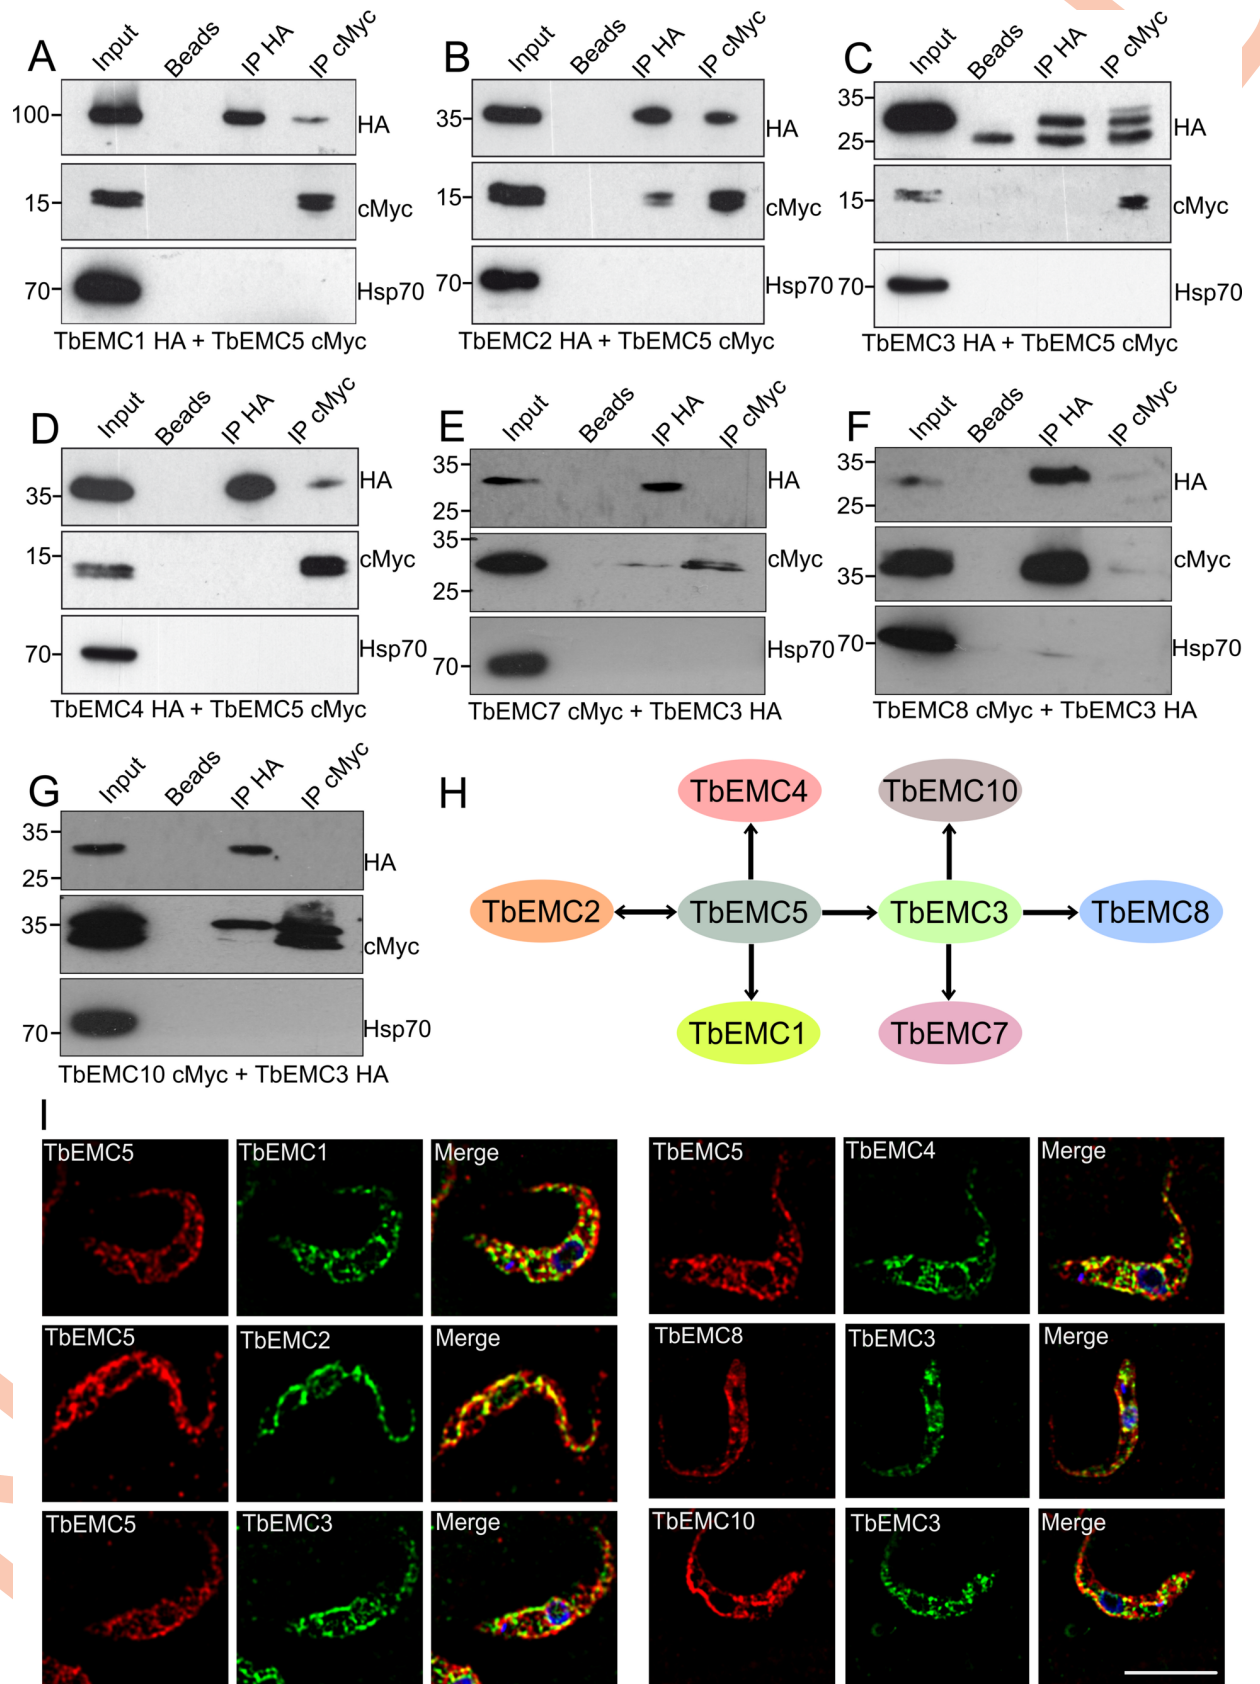 A
Input
Beads
IP HA
IP cMyc
100
HA
15
cMyc
70
Hsp70
TbEMC1 HA + TbEMC5 cMyc
B
Input
Beads
IP HA
IP cMyc
35
HA
15
cMyc
70
Hsp70
TbEMC2 HA + TbEMC5 cMyc
C
Input
Beads
IP HA
IP cMyc
35
25
HA
15
cMyc
70
Hsp70
TbEMC3 HA + TbEMC5 cMyc
D
Input
Beads
IP HA
IP cMyc
35
HA
15
cMyc
70
Hsp70
TbEMC4 HA + TbEMC5 cMyc
E
Input
Beads
IP HA
IP cMyc
35
25
HA
35
25
cMyc
70
Hsp70
TbEMC7 cMyc + TbEMC3 HA
F
Input
Beads
IP HA
IP cMyc
35
25
HA
35
cMyc
70
Hsp70
TbEMC8 cMyc + TbEMC3 HA
G
Input
Beads
IP HA
IP cMyc
35
25
HA
35
cMyc
70
Hsp70
TbEMC10 cMyc + TbEMC3 HA
H
TbEMC4
TbEMC10
TbEMC2
TbEMC5
TbEMC3
TbEMC8
TbEMC1
TbEMC7
I
TbEMC5
TbEMC1
Merge
TbEMC5
TbEMC4
Merge
TbEMC5
TbEMC2
Merge
TbEMC8
TbEMC3
Merge
TbEMC5
TbEMC3
Merge
TbEMC10
TbEMC3
Merge